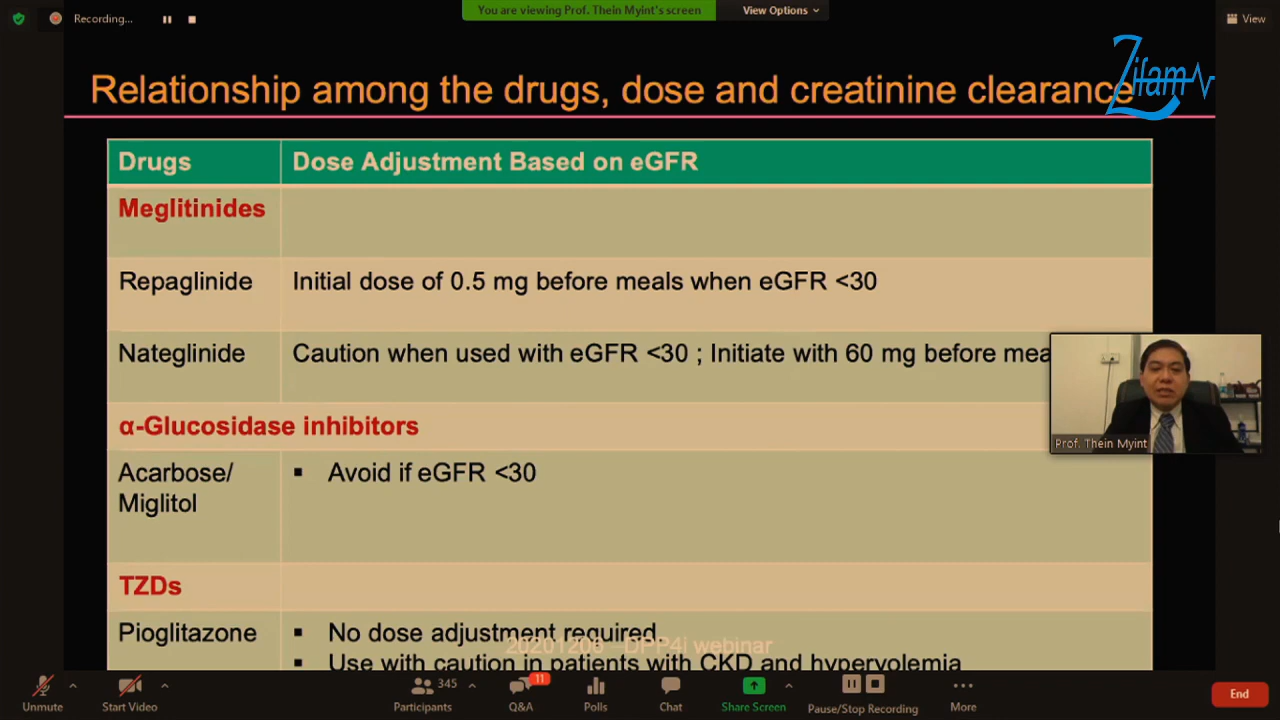 Recording...
You are viewing Prof. Thein Myint's screen
View Options
View
Zifam
Relationship among the drugs, dose and creatinine clearance
Drugs
Dose Adjustment Based on eGFR
Meglitinides
Repaglinide
Initial dose of 0.5 mg before meals when eGFR <30
Nateglinide
Caution when used with eGFR <30 ; Initiate with 60 mg before
Prof. Thein Myint
α-Glucosidase inhibitors
Acarbose/
Miglitol
▪ Avoid if eGFR <30
TZDs
Pioglitazone
▪ No dose adjustment required.
▪ Use with caution in patients with CKD and hypervolemia
20201206 –DPP4i webinar
Unmute
Start Video
345
Participants
11
Q&A
Polls
Chat
Share Screen
Pause/Stop Recording
More
End